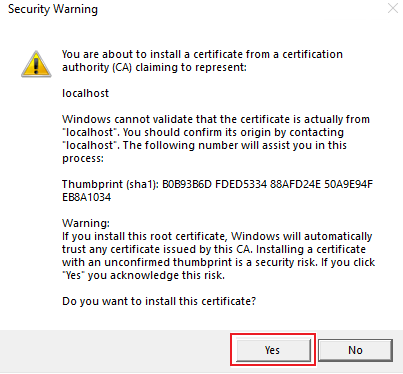 Security Warning
You are about to install a certificate from a certification
authority (CA) claiming to represent:
localhost
Windows cannot validate that the certificate is actually from
"localhost". You should confirm its origin by contacting
"localhost". The following number will assist you in this
process:
Thumbprint (sha1): B0B93B6D FDED5334 88AFD24E 50A9E94F
EB8A1034
Warning:
If you install this root certificate, Windows will automatically
trust any certificate issued by this CA. Installing a certificate
with an unconfirmed thumbprint is a security risk. If you click
"Yes" you acknowledge this risk.
Do you want to install this certificate?
Yes
No